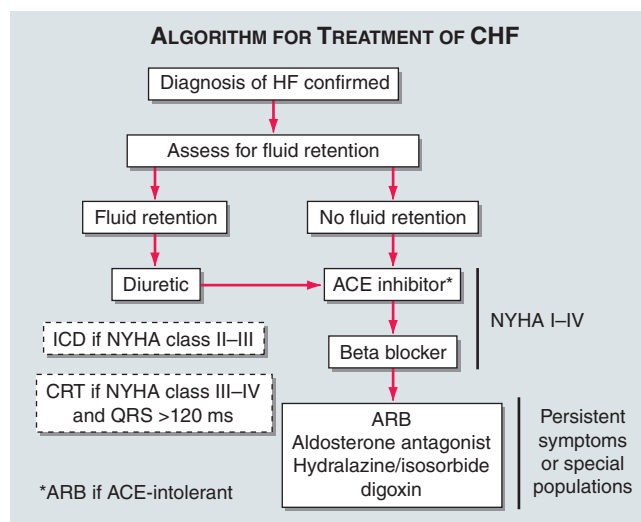 ALGORITHM FOR TREATMENT OF CHF
Diagnosis of HF confirmed
Assess for fluid retention
Fluid retention
No fluid retention
Diuretic
ACE inhibitor*
NYHA I–IV
ICD if NYHA class II–III
Beta blocker
CRT if NYHA class III–IV
and QRS >120 ms
ARB
Aldosterone antagonist
Hydralazine/isosorbide
digoxin
Persistent
symptoms
or special
populations
*ARB if ACE-intolerant